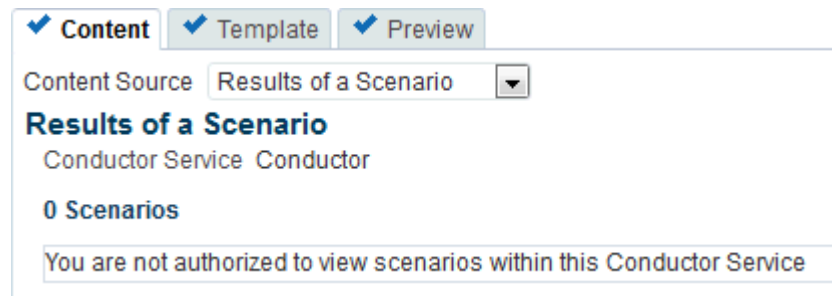 Content Template Preview
Content Source Results of a Scenario
Results of a Scenario
Conductor Service Conductor
0 Scenarios
You are not authorized to view scenarios within this Conductor Service